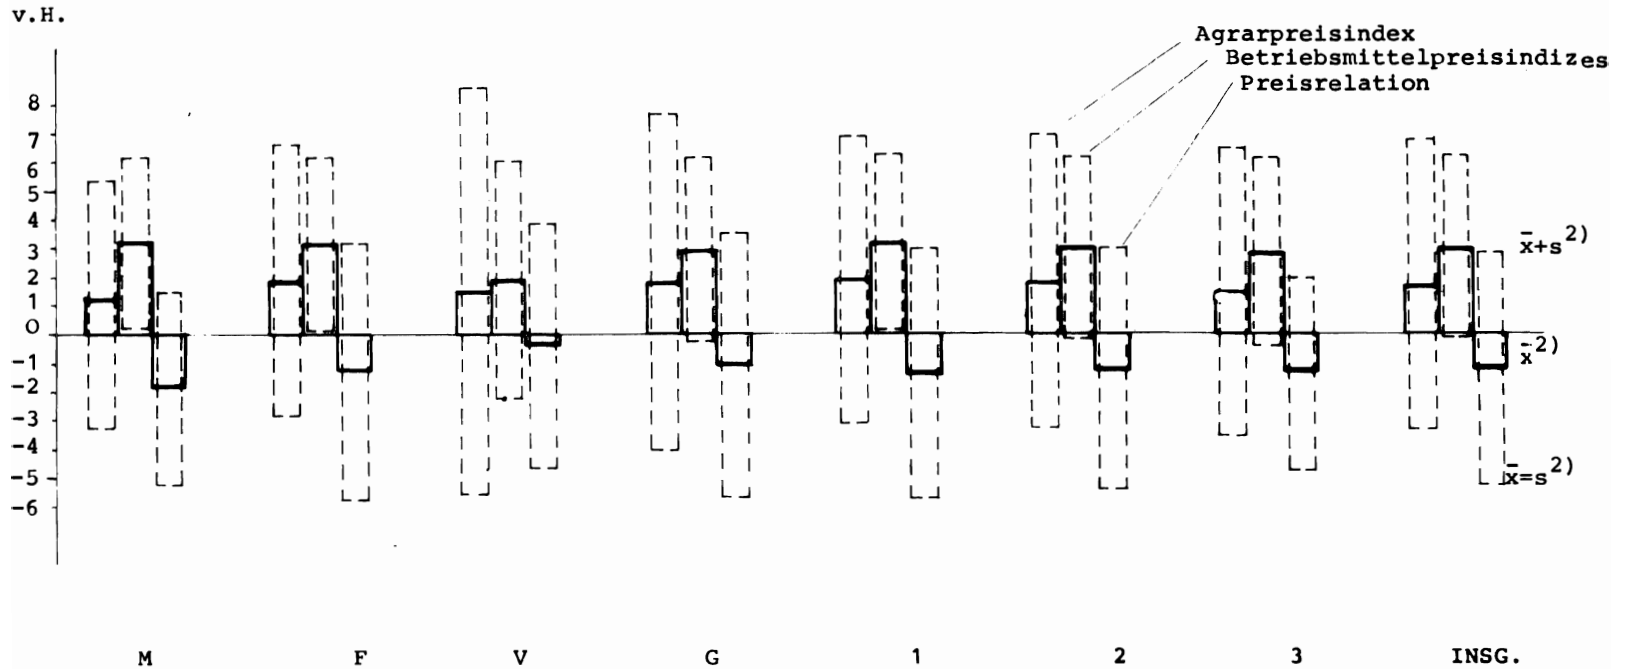 v.H.
Agrarpreisindex
Betriebsmittelpreisindizes
Preisrelation
8
7
6
5
4
3
2
1
0
-1
-2
-3
-4
-5
-6
x̄+s²)
x̄²)
x̄=s²)
M F V G 1 2 3 INSG.